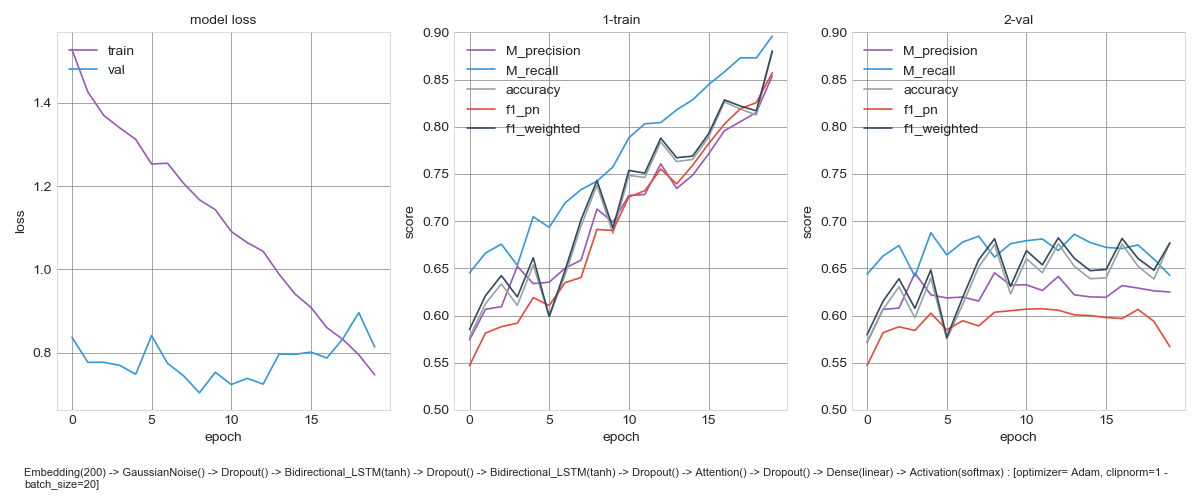 model loss
train
val
1.4
1.2
1.0
0.8
loss
0
5
10
15
epoch
1-train
M_precision
M_recall
accuracy
f1_pn
f1_weighted
0.90
0.85
0.80
0.75
0.70
0.65
0.60
0.55
0.50
score
0
5
10
15
epoch
2-val
M_precision
M_recall
accuracy
f1_pn
f1_weighted
0.90
0.85
0.80
0.75
0.70
0.65
0.60
0.55
0.50
score
0
5
10
15
epoch
Embedding(200) -> GaussianNoise() -> Dropout() -> Bidirectional_LSTM(tanh) -> Dropout() -> Bidirectional_LSTM(tanh) -> Dropout() -> Attention() -> Dropout() -> Dense(linear) -> Activation(softmax) : [optimizer= Adam, clipnorm=1 -
batch_size=20]